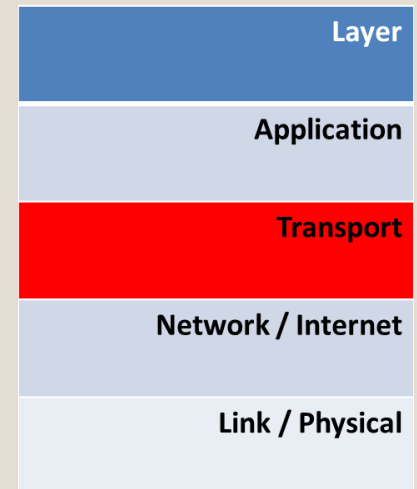 Layer
Application
Transport
Network / Internet
Link / Physical